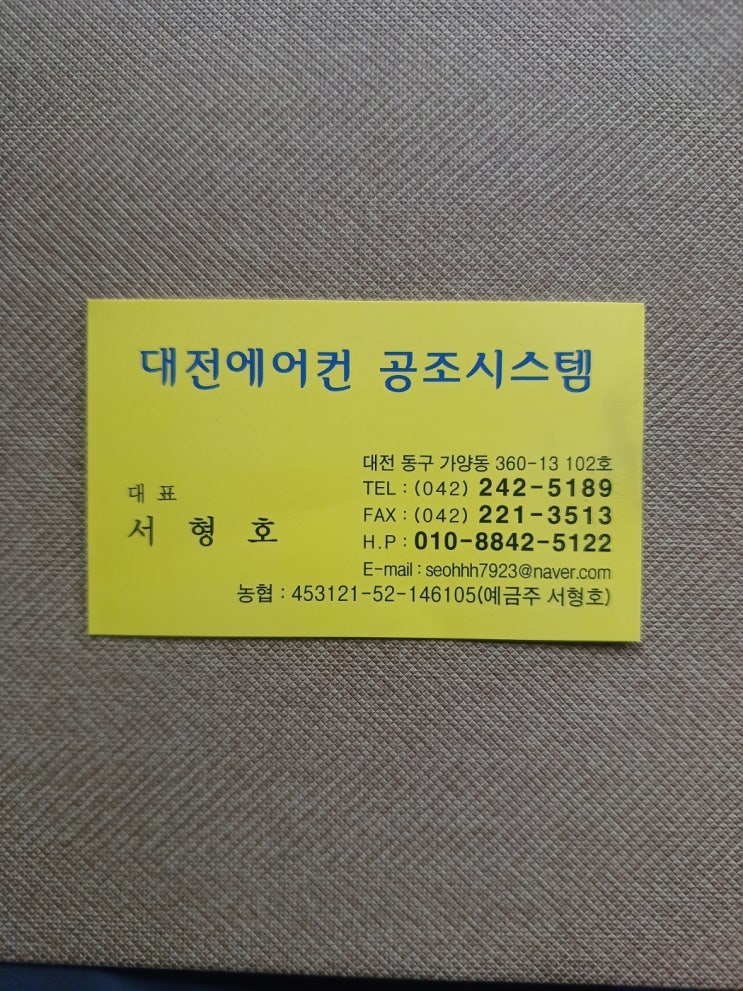 대전에어컨 공조시스템
대표
서형호
대전 동구 가양동 360-13 102호
TEL : (042) 242-5189
FAX : (042) 221-3513
H.P : 010-8842-5122
E-mail : seohhh7923@naver.com
농협 : 453121-52-146105(예금주 서형호)